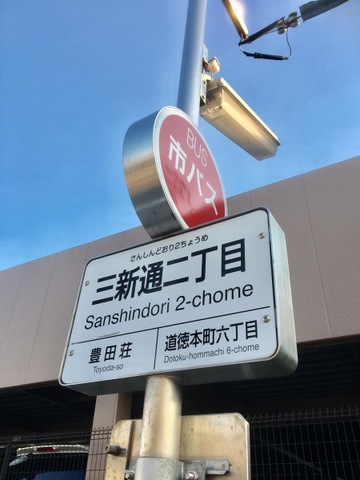 BUS
市バス
さんしんどおり2ちょうめ
三新通二丁目
Sanshindori 2-chome
豊田荘
Toyoda-so
道徳本町六丁目
Dotoku-hommachi 6-chome